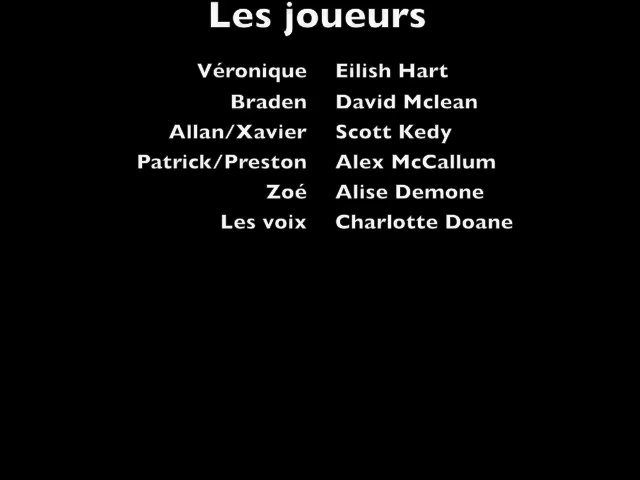 Les joueurs
Véronique Eilish Hart
Braden David Mclean
Allan/Xavier Scott Kedy
Patrick/Preston Alex McCallum
Zoé Alise Demone
Les voix Charlotte Doane